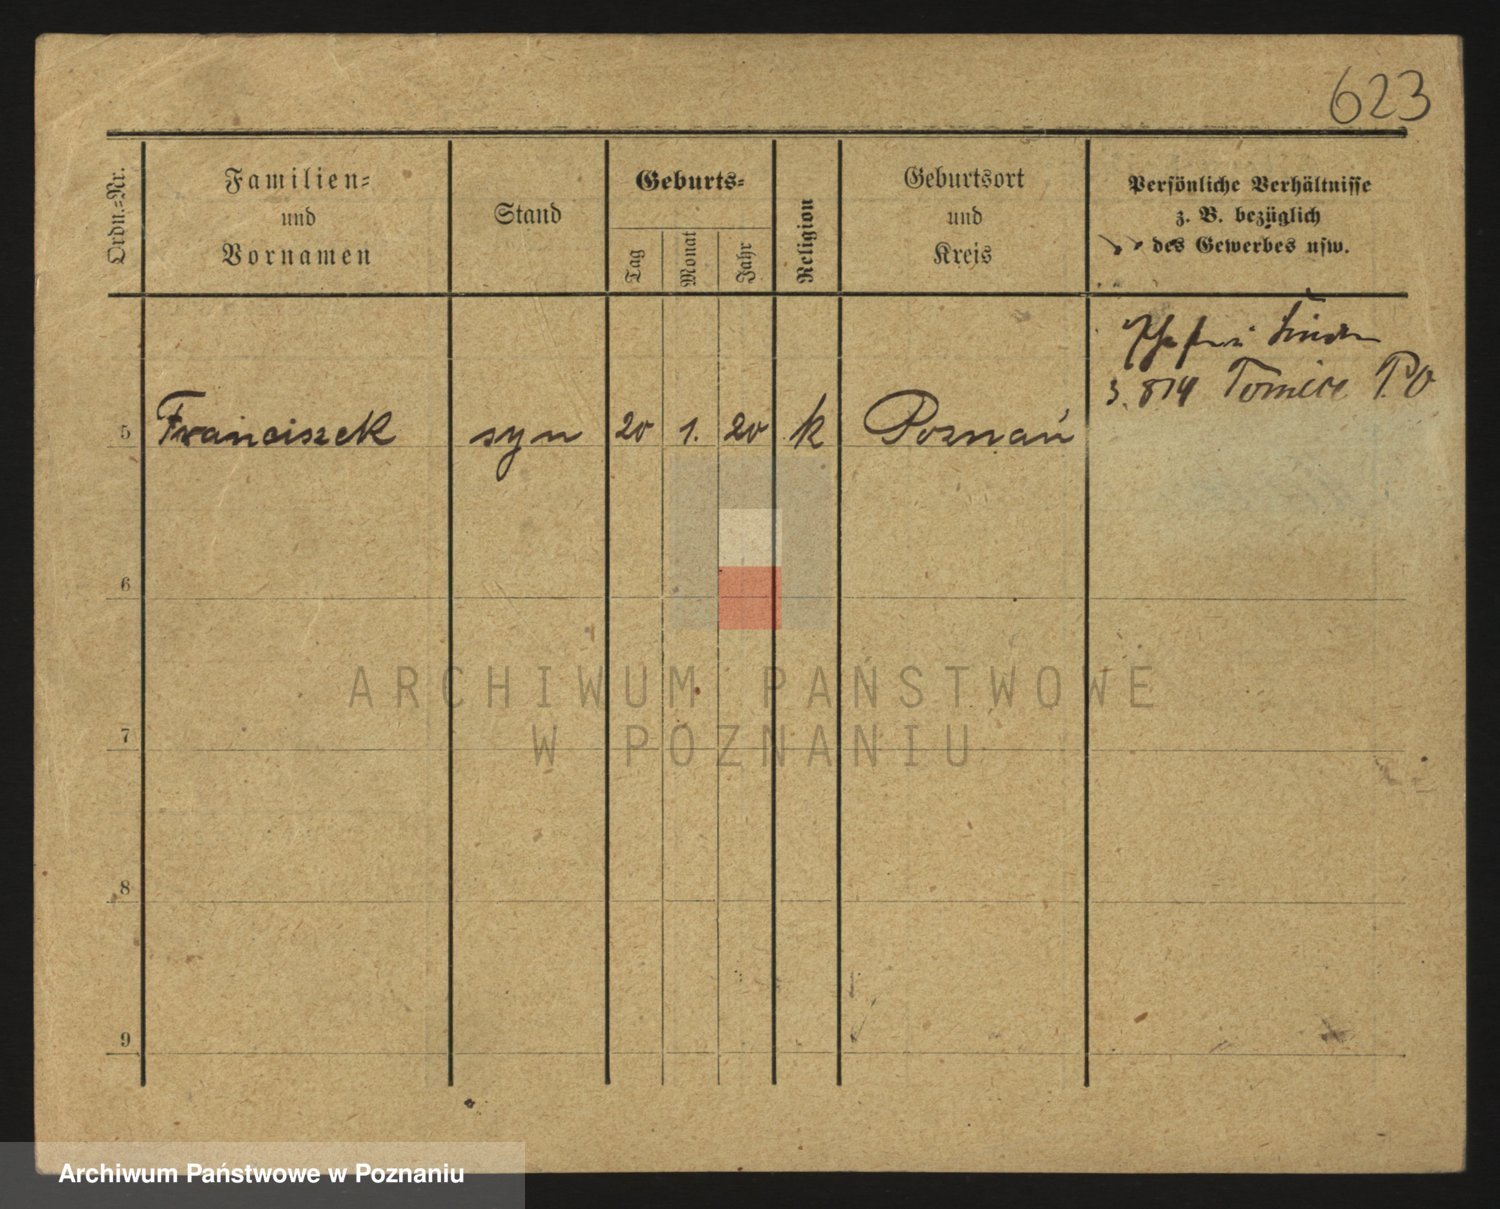 623
Ordn.-Nr.
Familien-
und
Vornamen
Stand
Geburts-
Tag
Monat
Jahr
Religion
Geburtsort
und
Kreis
Persönliche Verhältnisse
z. B. bezüglich
des Gewerbes usw.
3. 814 Tomice P.O
5 Franciszek syn 20 1. 20 k Poznań
6
7
8
9
ARCHIWUM PAŃSTWOWE
W POZNANIU
Archiwum Państwowe w Poznaniu